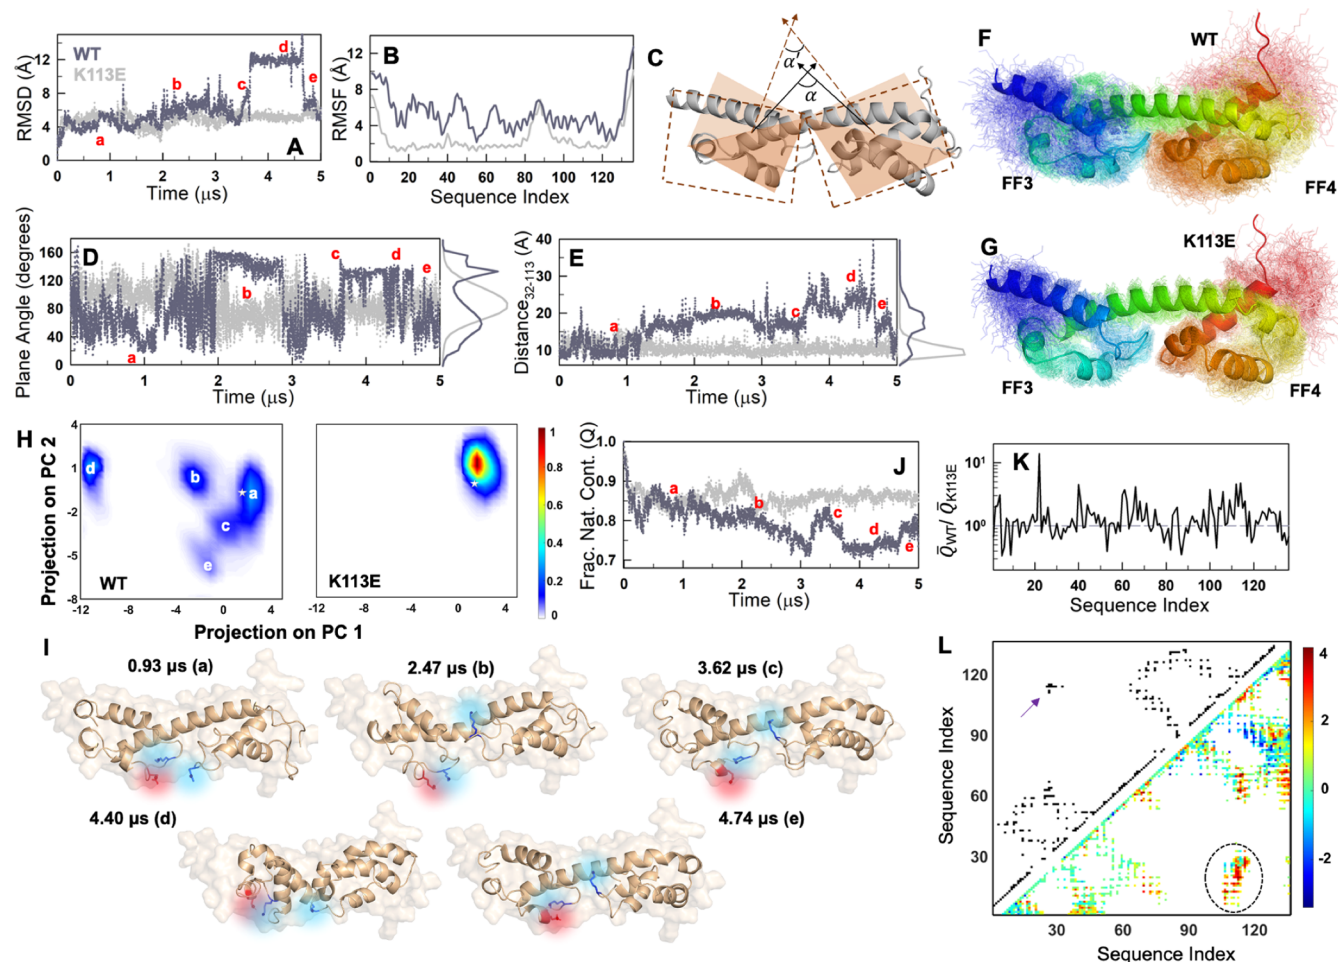 A
WT
K113E
RMSD (Å)
12
8
4
0
a
b
c
d
e
0 1 2 3 4 5
Time (μs)
B
RMSF (Å)
12
8
4
0
0 20 40 60 80 100 120
Sequence Index
C
α'
α
F
WT
FF3
FF4
G
K113E
FF3
FF4
D
Plane Angle (degrees)
160
120
80
40
0
a
b
c
d
e
0 1 2 3 4 5
Time (μs)
E
Distance32-113 (A)
40
30
20
10
a
b
c
d
e
0 1 2 3 4 5
Time (μs)
H
Projection on PC 2
4
1
-2
-5
-8
d
b
a
c
e
WT
-12 -8 -4 0 4
K113E
-12 -8 -4 0 4
Projection on PC 1
1
0.8
0.6
0.4
0.2
0
J
Frac. Nat. Cont. (Q)
1.0
0.9
0.8
0.7
a
b
c
d
e
0 1 2 3 4 5
Time (μs)
K
Q̄WT/ Q̄K113E
10¹
10⁰
20 40 60 80 100 120
Sequence Index
I
0.93 μs (a)
2.47 μs (b)
3.62 μs (c)
4.40 μs (d)
4.74 μs (e)
L
Sequence Index
120
90
60
30
30 60 90 120
Sequence Index
4
2
0
-2